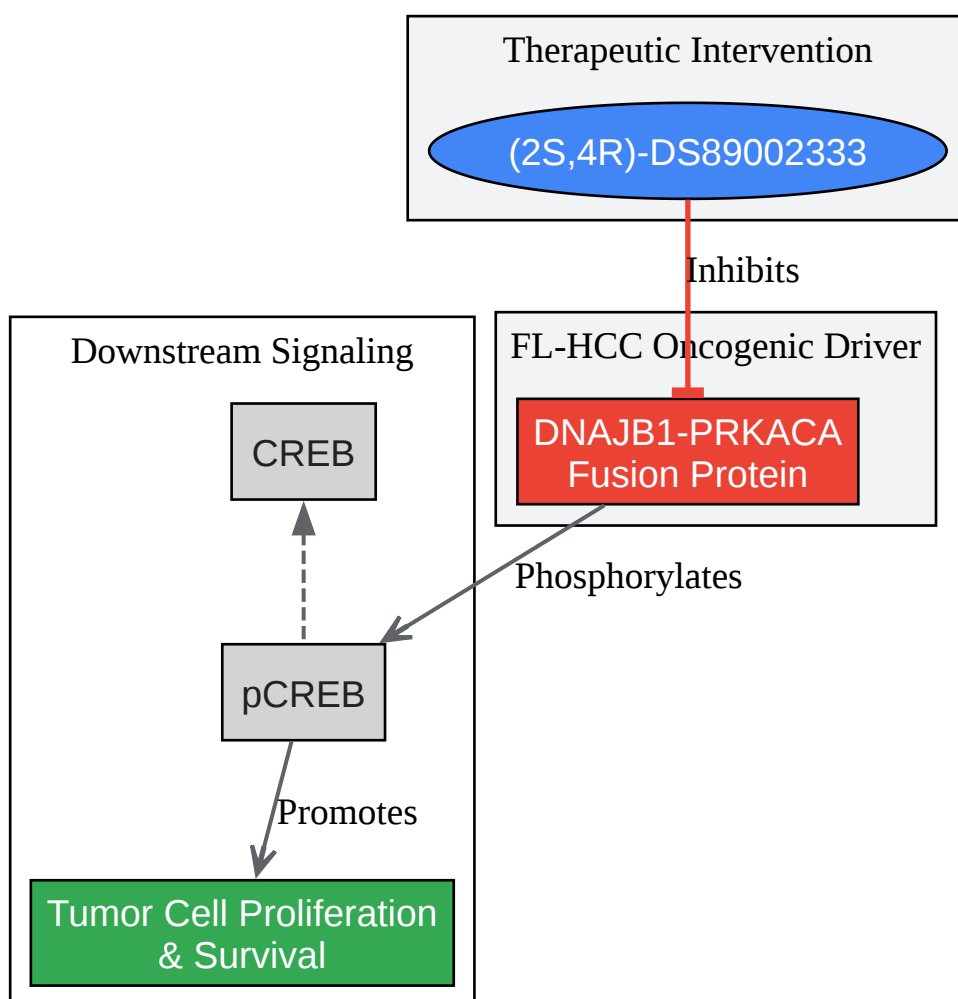 Therapeutic Intervention
(2S,4R)-DS89002333
Inhibits
FL-HCC Oncogenic Driver
DNAJB1-PRKACA
Fusion Protein
Phosphorylates
Downstream Signaling
CREB
pCREB
Promotes
Tumor Cell Proliferation
& Survival